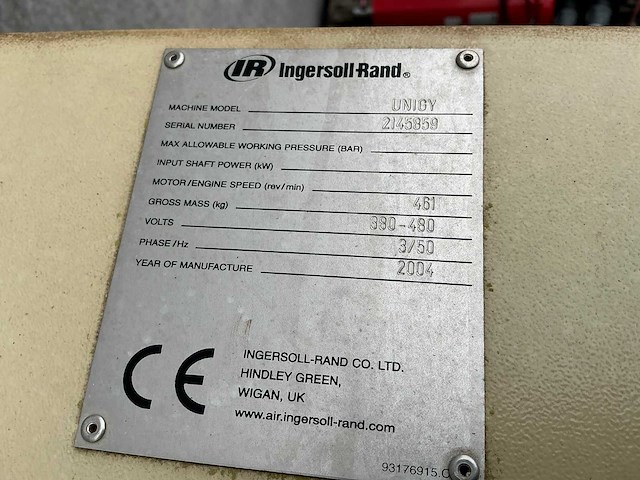 IR Ingersoll-Rand®
MACHINE MODEL UNIGY
SERIAL NUMBER 2145959
MAX ALLOWABLE WORKING PRESSURE (BAR)
INPUT SHAFT POWER (kW)
MOTOR/ENGINE SPEED (rev/min)
GROSS MASS (kg) 461
VOLTS 380-480
PHASE/Hz 3/50
YEAR OF MANUFACTURE 2004
CE
INGERSOLL-RAND CO. LTD.
HINDLEY GREEN,
WIGAN, UK
www.air.ingersoll-rand.com